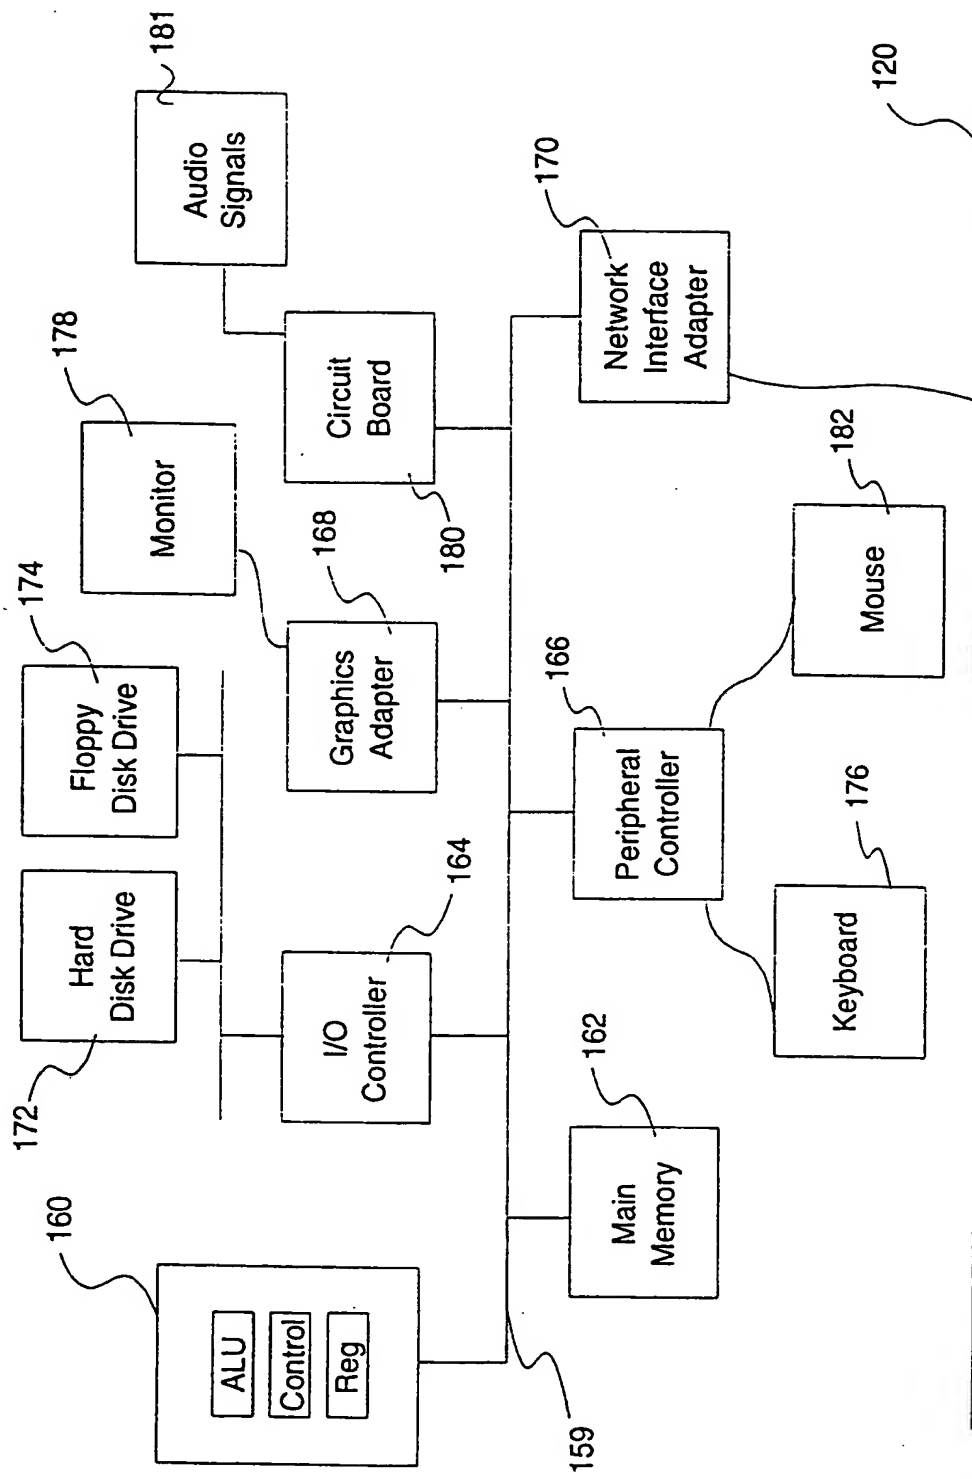 160
ALU
Control
Reg
159
172
Hard
Disk Drive
174
Floppy
Disk Drive
178
Monitor
181
Audio
Signals
I/O
Controller
164
Graphics
Adapter
168
Circuit
Board
180
Main
Memory
162
Peripheral
Controller
166
Network
Interface
Adapter
170
Keyboard
176
Mouse
182
120